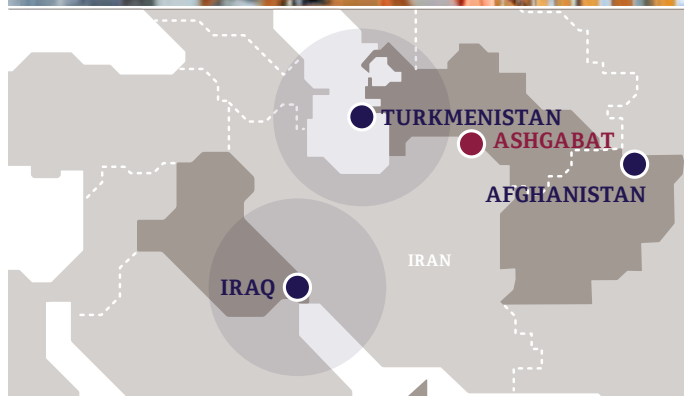 TURKMENISTAN
ASHGABAT
AFGHANISTAN
IRAN
IRAQ